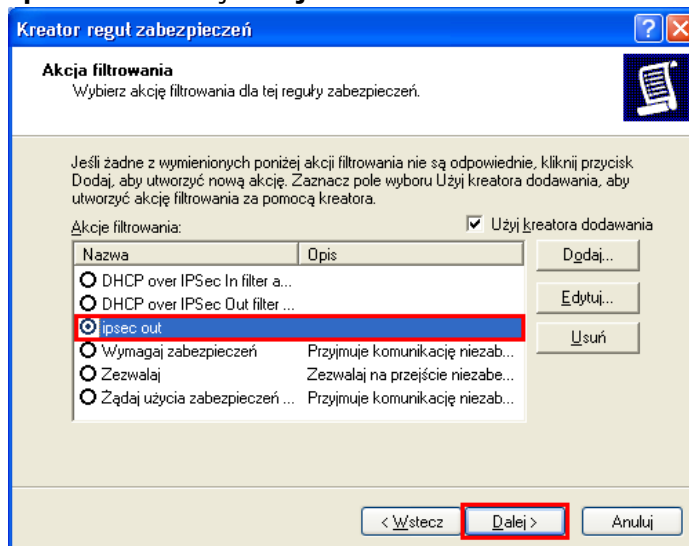 Kreator reguł zabezpieczeń
Akcja filtrowania
Wybierz akcję filtrowania dla tej reguły zabezpieczeń.
Jeśli żadne z wymienionych poniżej akcji filtrowania nie są odpowiednie, kliknij przycisk
Dodaj, aby utworzyć nową akcję. Zaznacz pole wyboru Użyj kreatora dodawania, aby
utworzyć akcję filtrowania za pomocą kreatora.
Akcje filtrowania:
Użyj kreatora dodawania
Nazwa Opis
DHCP over IPSec In filter a...
DHCP over IPSec Out filter ...
ipsec out
Wymagaj zabezpieczeń Przyjmuje komunikację niezab...
Zezwalaj Zezwalaj na przejście niezabe...
Żądaj użycia zabezpieczeń ... Przyjmuje komunikację niezab...
Dodaj...
Edytuj...
Usuń
< Wstecz Dalej > Anuluj